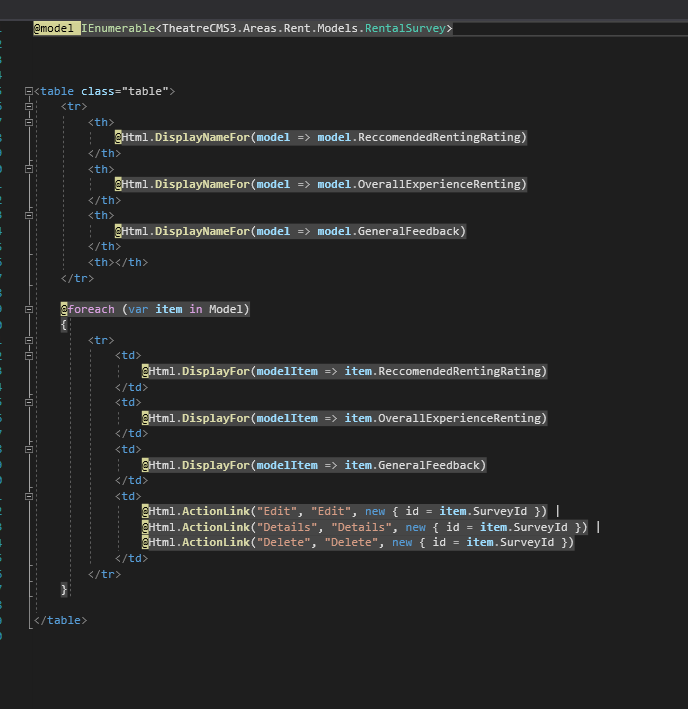 @model IEnumerable<TheatreCMS3.Areas.Rent.Models.RentalSurvey>
<table class="table">
<tr>
<th>
@Html.DisplayNameFor(model => model.ReccomendedRentingRating)
</th>
<th>
@Html.DisplayNameFor(model => model.OverallExperienceRenting)
</th>
<th>
@Html.DisplayNameFor(model => model.GeneralFeedback)
</th>
<th></th>
</tr>
@foreach (var item in Model)
{
<tr>
<td>
@Html.DisplayFor(modelItem => item.ReccomendedRentingRating)
</td>
<td>
@Html.DisplayFor(modelItem => item.OverallExperienceRenting)
</td>
<td>
@Html.DisplayFor(modelItem => item.GeneralFeedback)
</td>
<td>
@Html.ActionLink("Edit", "Edit", new { id = item.SurveyId }) |
@Html.ActionLink("Details", "Details", new { id = item.SurveyId }) |
@Html.ActionLink("Delete", "Delete", new { id = item.SurveyId })
</td>
</tr>
}
</table>